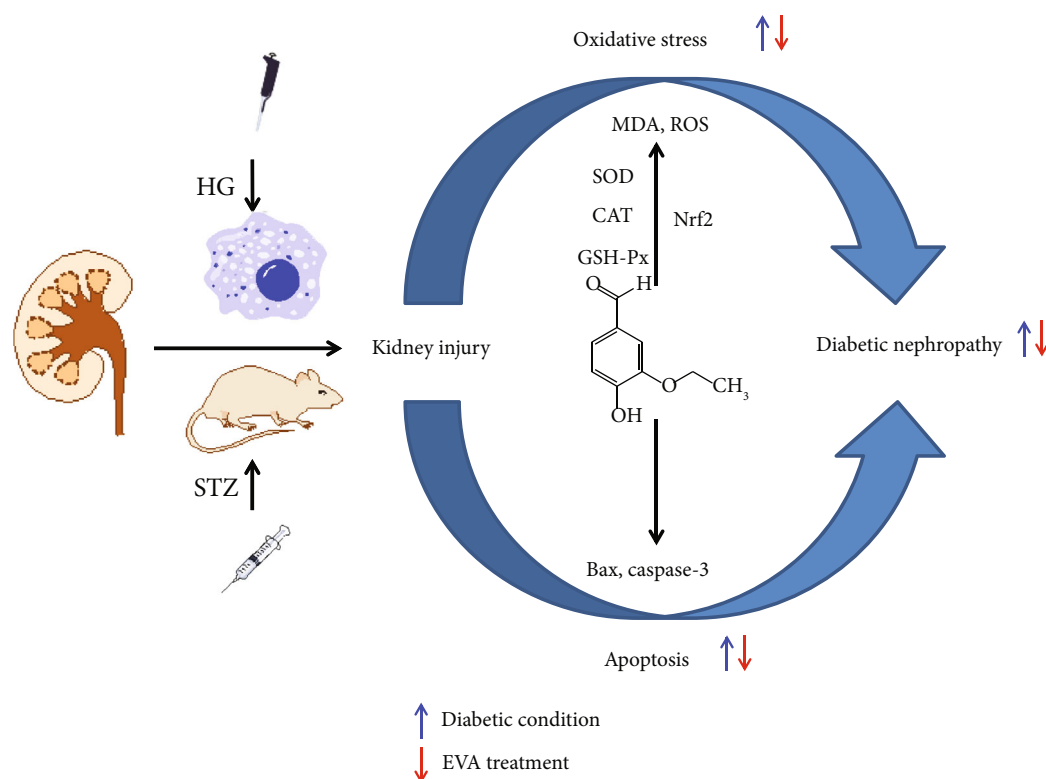 Oxidative stress
MDA, ROS
HG
SOD
CAT
Nrf2
GSH-Px
O
H
Kidney injury
Diabetic nephropathy
O
CH3
OH
STZ
Bax, caspase-3
Apoptosis
Diabetic condition
EVA treatment